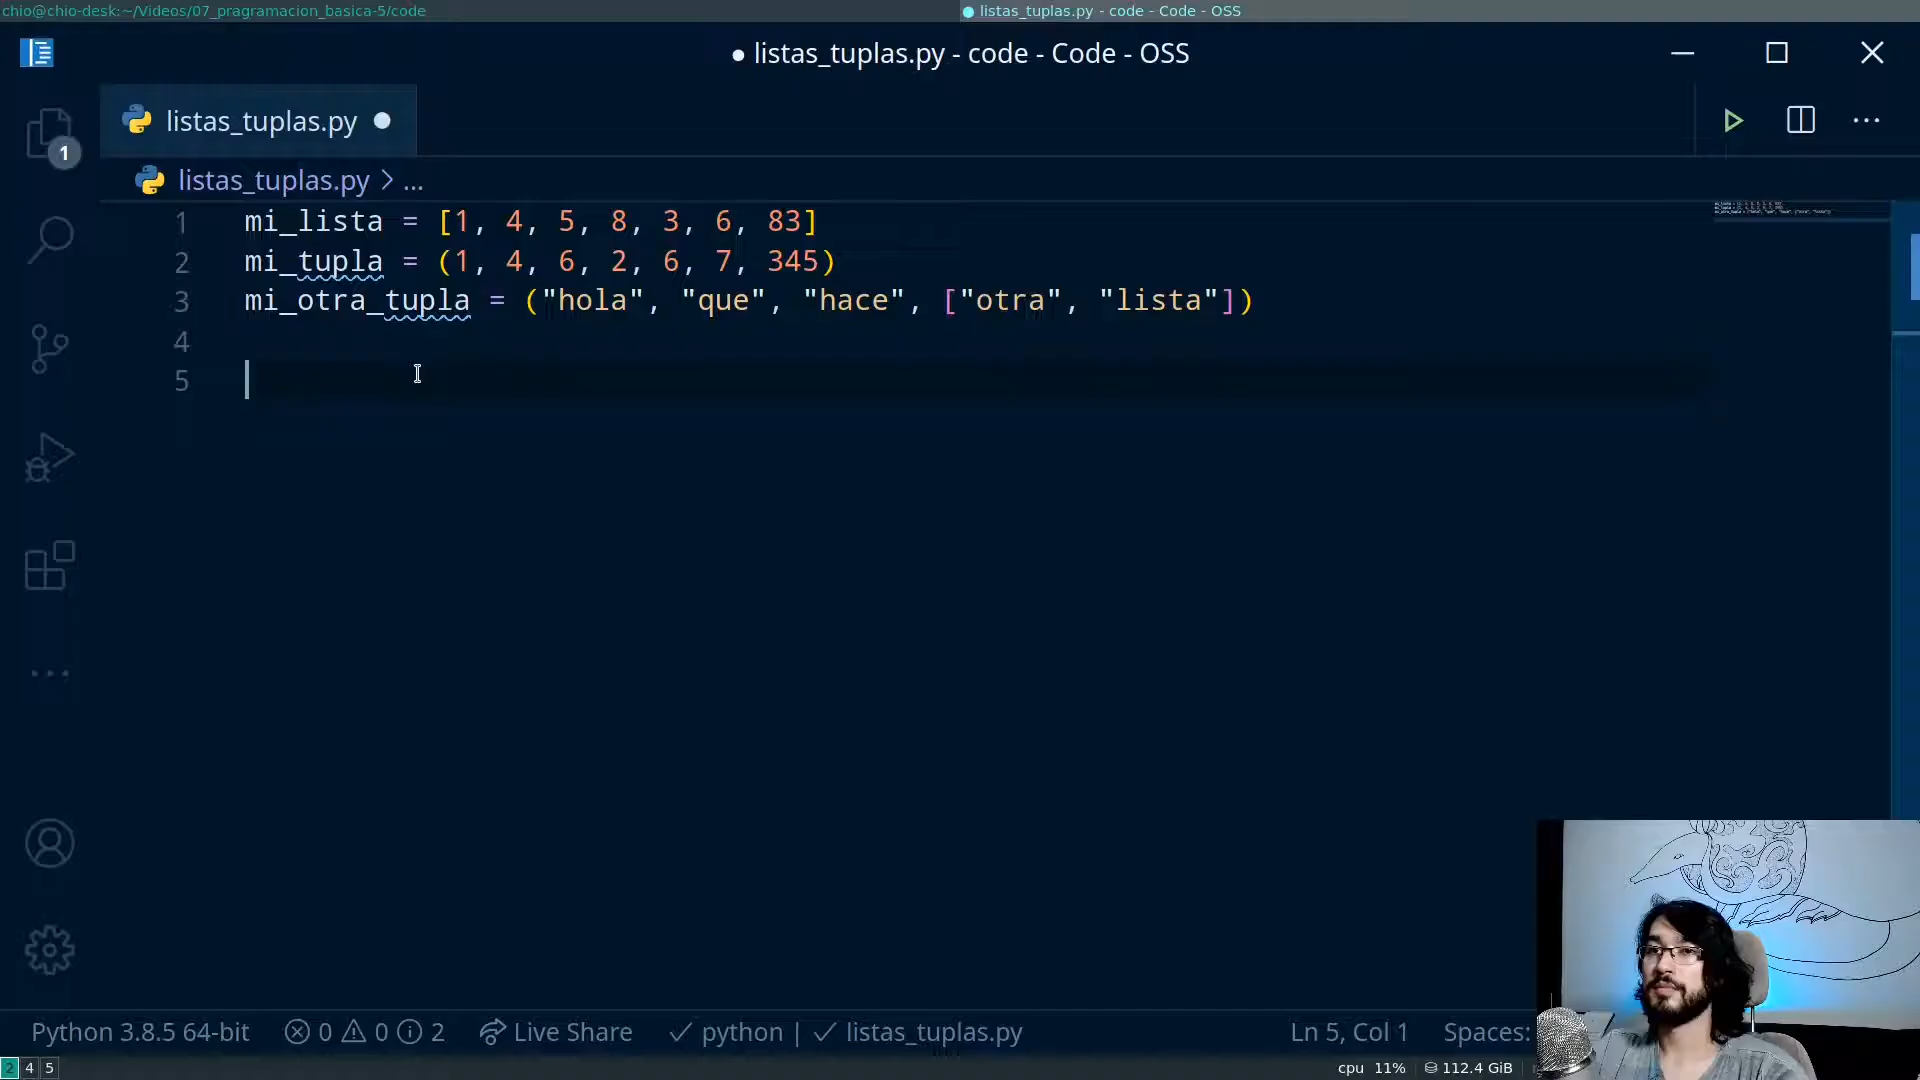 chio@chio-desk:~/Videos/07_pragramacion_basica-5/code
listas_tuplas.py - code - Code - OSS
● listas_tuplas.py - code - Code - OSS
listas_tuplas.py
1
listas_tuplas.py > ...
1 mi_lista = [1, 4, 5, 8, 3, 6, 83]
2 mi_tupla = (1, 4, 6, 2, 6, 7, 345)
3 mi_otra_tupla = ("hola", "que", "hace", ["otra", "lista"])
4
5
Python 3.8.5 64-bit 0 0 2 Live Share ✓ python | ✓ listas_tuplas.py Ln 5, Col 1 Spaces:
2 4 5 cpu 11% 112.4 GiB